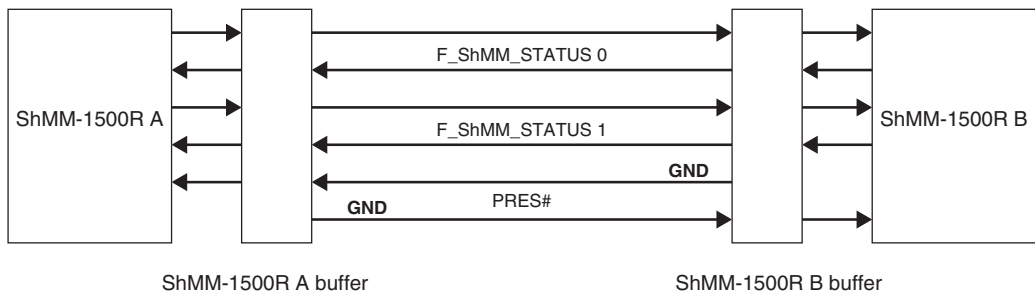 F_ShMM_STATUS 0
ShMM-1500R A
ShMM-1500R B
F_ShMM_STATUS 1
GND
GND
PRES#
ShMM-1500R A buffer
ShMM-1500R B buffer